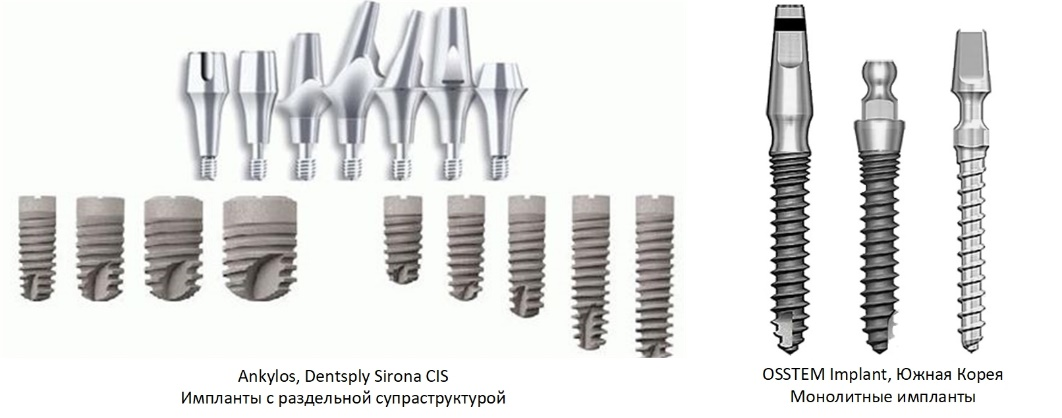 Ankylos, Dentsply Sirona CIS
Импланты с раздельной супраструктурой
OSSTEM Implant, Южная Корея
Монолитные импланты